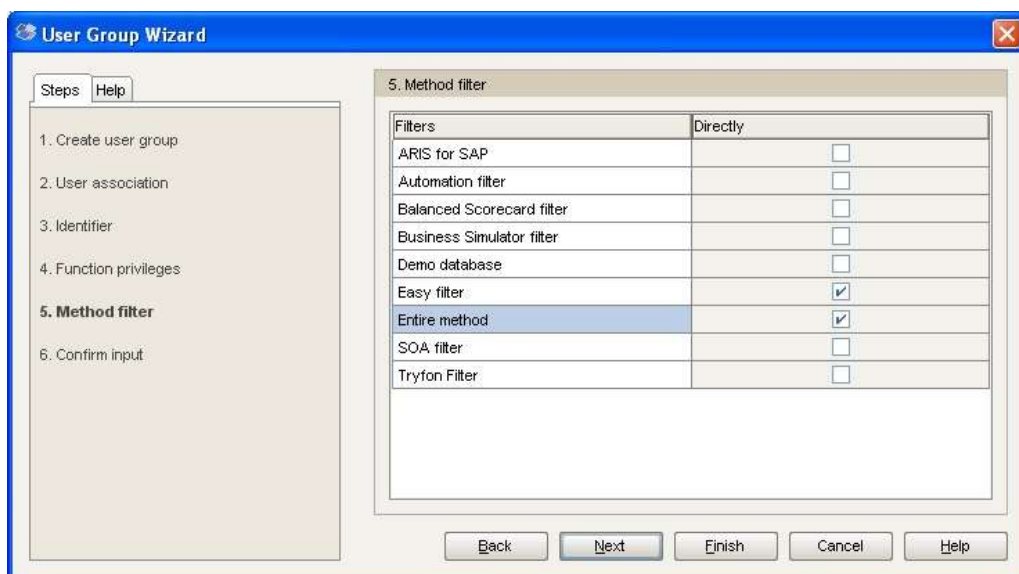 User Group Wizard
Steps Help
1. Create user group
2. User association
3. Identifier
4. Function privileges
5. Method filter
6. Confirm input
5. Method filter
Filters Directly
ARIS for SAP
Automation filter
Balanced Scorecard filter
Business Simulator filter
Demo database
Easy filter
Entire method
SOA filter
Tryfon Filter
Back Next Finish Cancel Help